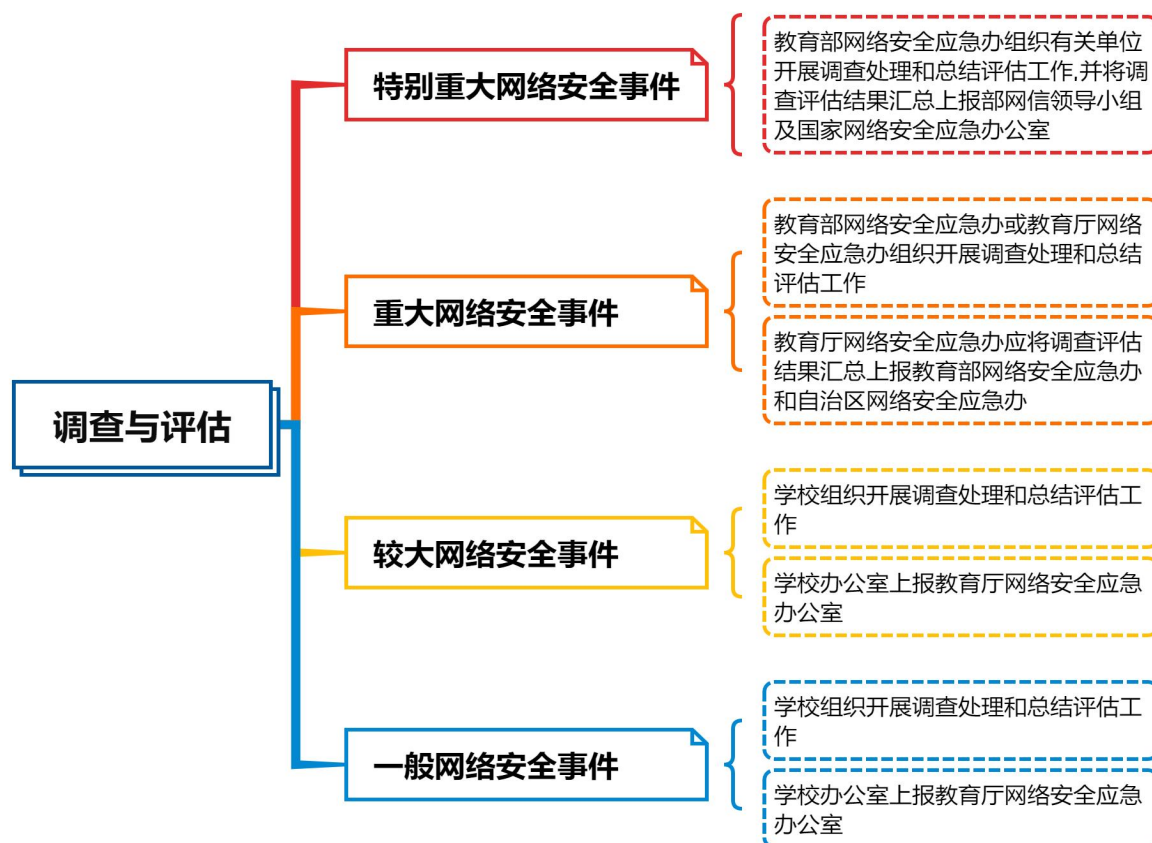 调查与评估
特别重大网络安全事件
教育部网络安全应急办组织有关单位
开展调查处理和总结评估工作,并将调
查评估结果汇总上报部网信领导小组
及国家网络安全应急办公室
重大网络安全事件
教育部网络安全应急办或教育厅网络
安全应急办组织开展调查处理和总结
评估工作
教育厅网络安全应急办应将调查评估
结果汇总上报教育部网络安全应急办
和自治区网络安全应急办
较大网络安全事件
学校组织开展调查处理和总结评估工
作
学校办公室上报教育厅网络安全应急
办公室
一般网络安全事件
学校组织开展调查处理和总结评估工
作
学校办公室上报教育厅网络安全应急
办公室